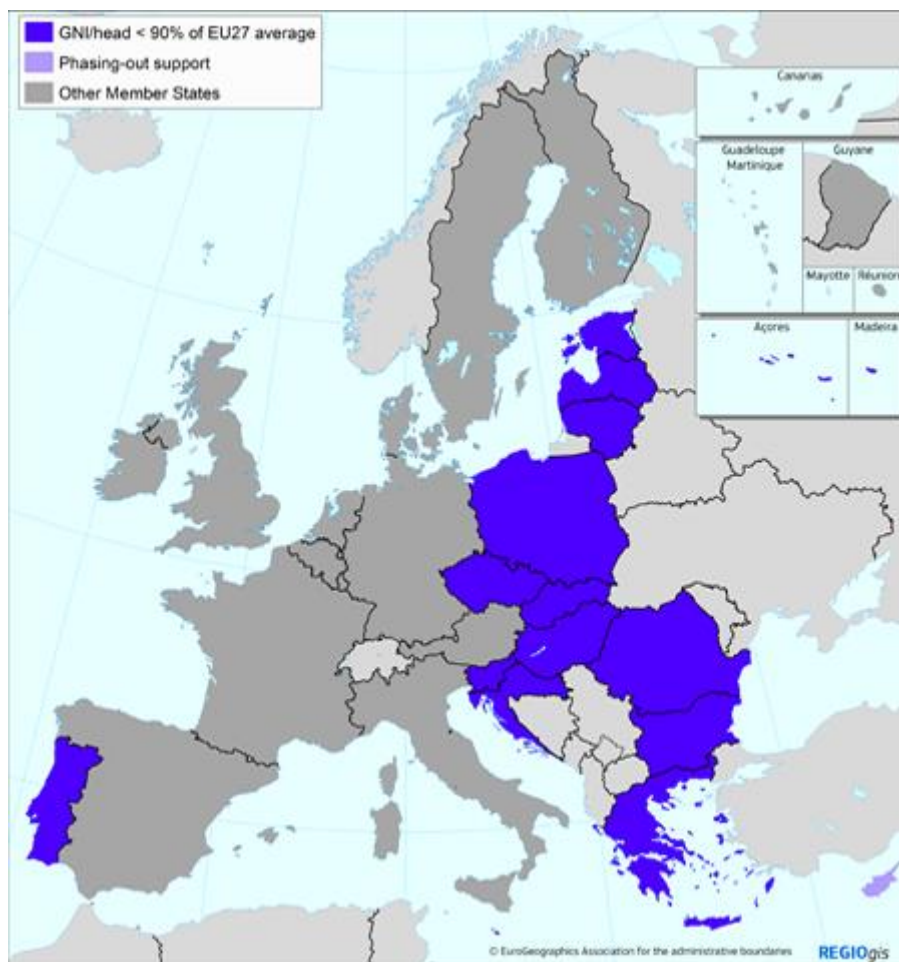 GNI/head < 90% of EU27 average
Phasing-out support
Other Member States
Canarias
Guadeloupe
Martinique
Guyane
Mayotte
Réunion
Açores
Madeira
© EuroGeographics Association for the administrative boundaries
REGIOgis